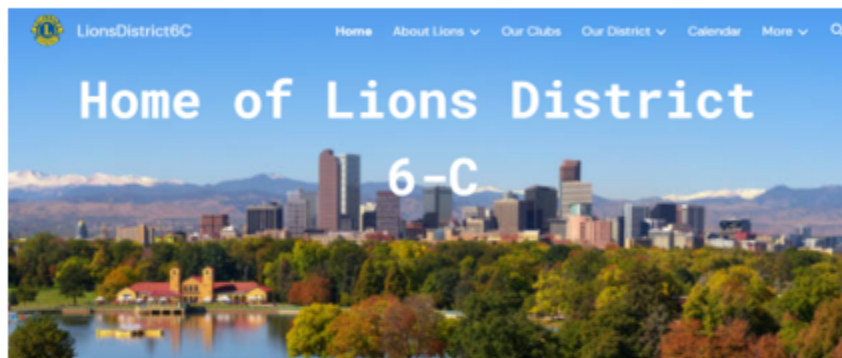 LionsDistrict6C
Home About Lions Our Clubs Our District Calendar More
Home of Lions District
6-C